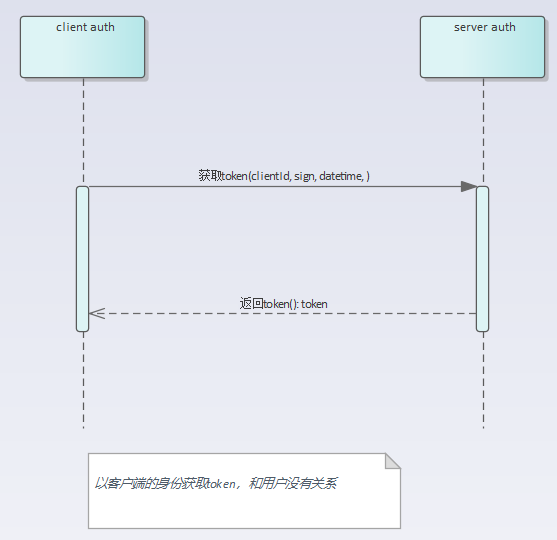 client auth
server auth
获取token(clientId, sign, datetime, )
返回token(): token
以客户端的身份获取token，和用户没有关系